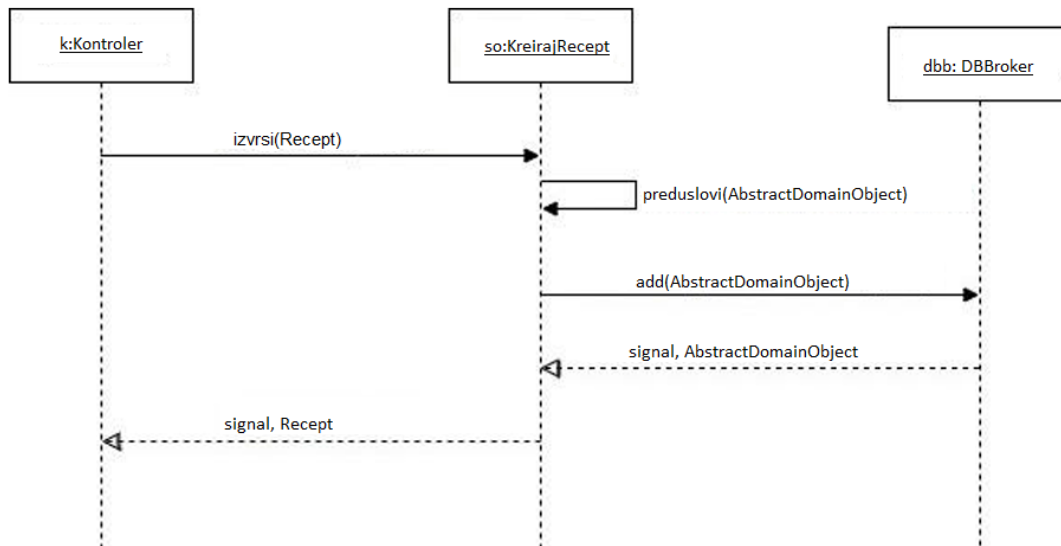 k:Kontroler
so:KreirajRecept
dbb: DBBroker
izvrsi(Recept)
preduslovi(AbstractDomainObject)
add(AbstractDomainObject)
signal, AbstractDomainObject
signal, Recept